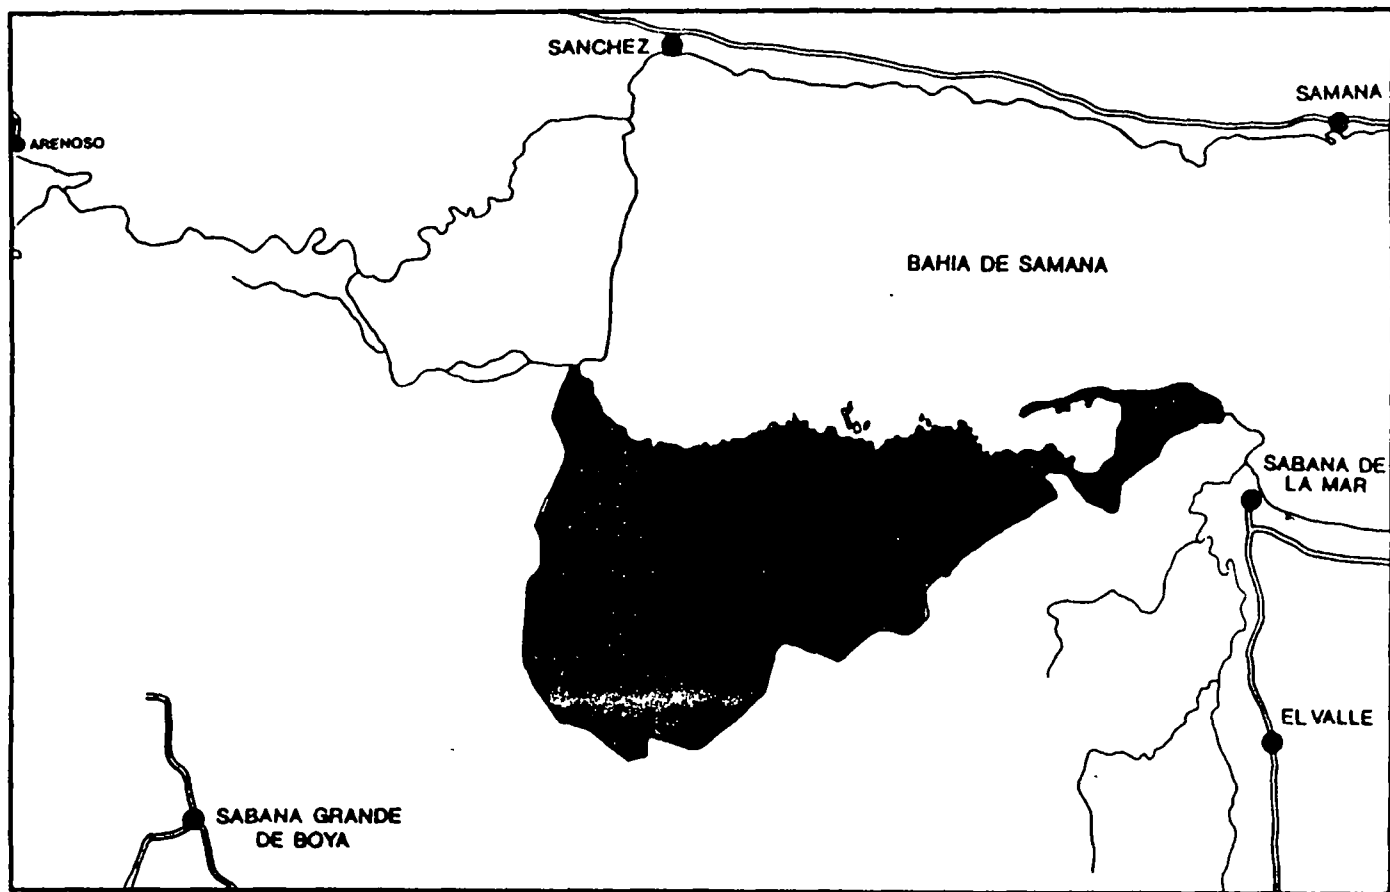 SANCHEZ
SAMANA
ARENOSO
BAHIA DE SAMANA
SABANA DE
LA MAR
EL VALLE
SABANA GRANDE
DE BOYA